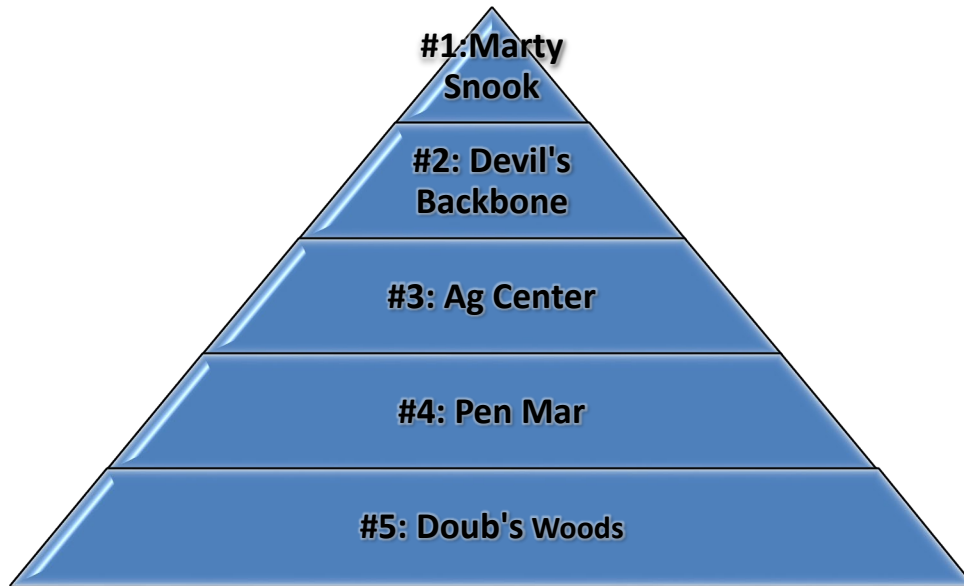 #1:Marty
Snook
#2: Devil's
Backbone
#3: Ag Center
#4: Pen Mar
#5: Doub's Woods